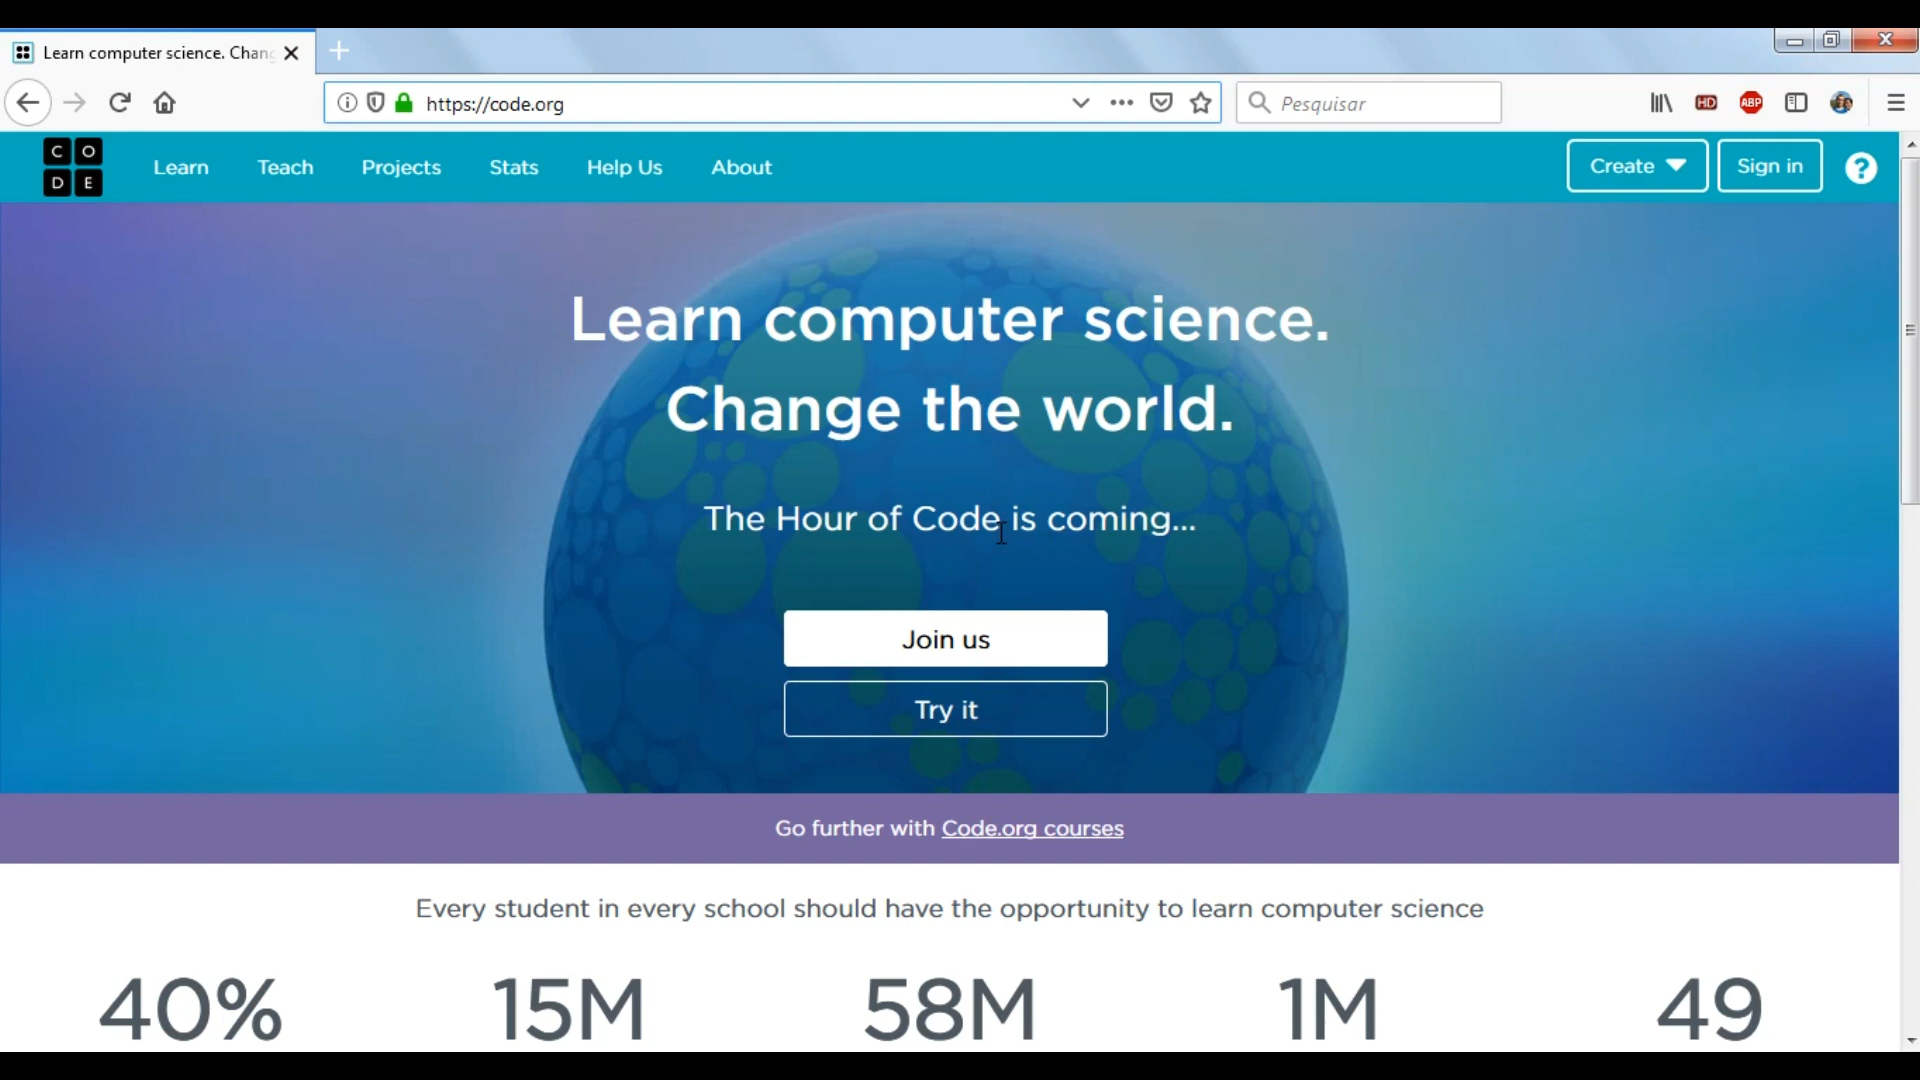 Learn computer science. Chan
https://code.org
Pesquisar
HD
ABP
C O
D E
Learn
Teach
Projects
Stats
Help Us
About
Create
Sign in
?
Learn computer science.
Change the world.
The Hour of Code is coming...
Join us
Try it
Go further with Code.org courses
Every student in every school should have the opportunity to learn computer science
40%
15M
58M
1M
49